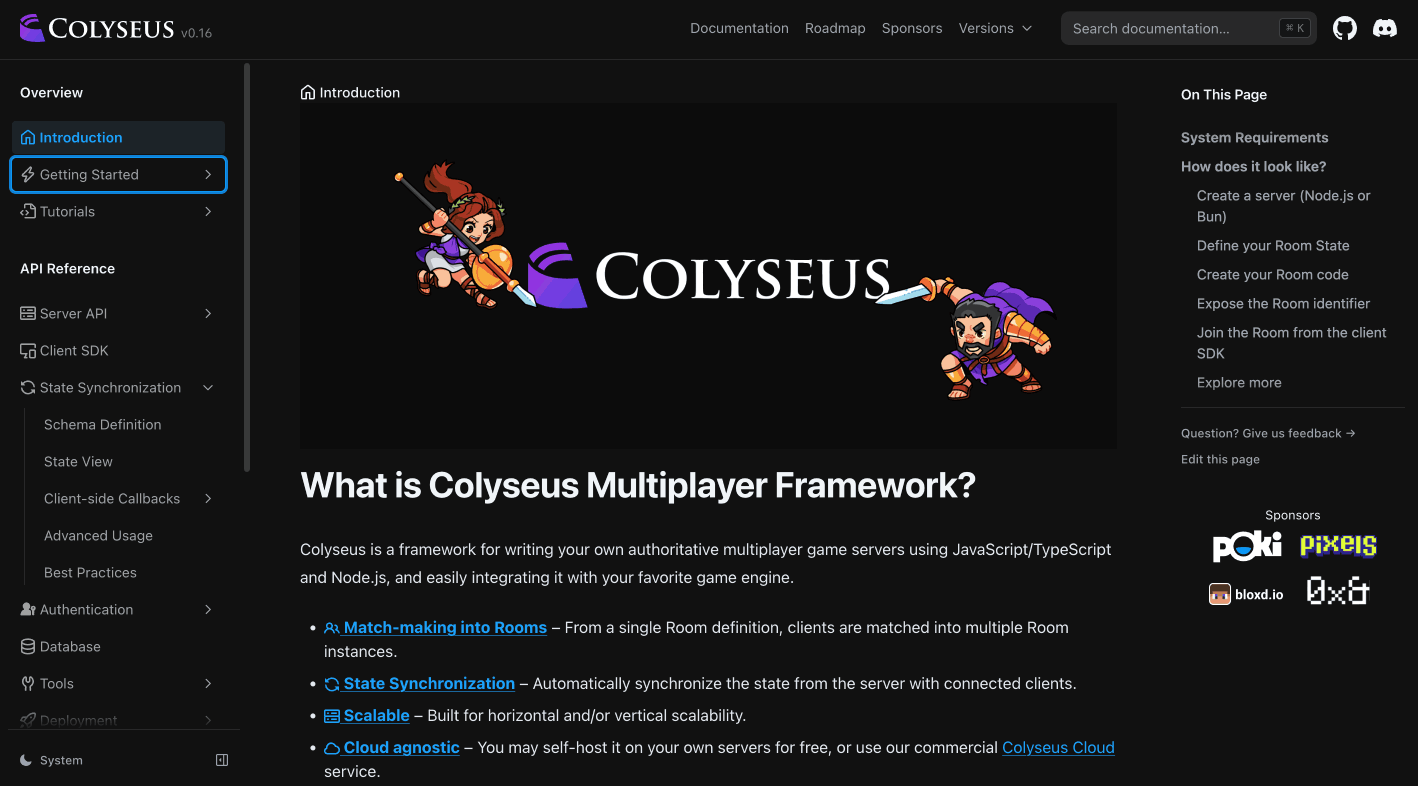 COLYSEUS v0.16
Documentation
Roadmap
Sponsors
Versions
Search documentation...
⌘ K
Overview
Introduction
Getting Started
Tutorials
API Reference
Server API
Client SDK
State Synchronization
Schema Definition
State View
Client-side Callbacks
Advanced Usage
Best Practices
Authentication
Database
Tools
Deployment
System
Introduction
COLYSEUS
What is Colyseus Multiplayer Framework?
Colyseus is a framework for writing your own authoritative multiplayer game servers using JavaScript/TypeScript
and Node.js, and easily integrating it with your favorite game engine.
• Match-making into Rooms – From a single Room definition, clients are matched into multiple Room
instances.
• State Synchronization – Automatically synchronize the state from the server with connected clients.
• Scalable – Built for horizontal and/or vertical scalability.
• Cloud agnostic – You may self-host it on your own servers for free, or use our commercial Colyseus Cloud
service.
On This Page
System Requirements
How does it look like?
Create a server (Node.js or
Bun)
Define your Room State
Create your Room code
Expose the Room identifier
Join the Room from the client
SDK
Explore more
Question? Give us feedback →
Edit this page
Sponsors
poki
pixels
bloxd.io
0x&